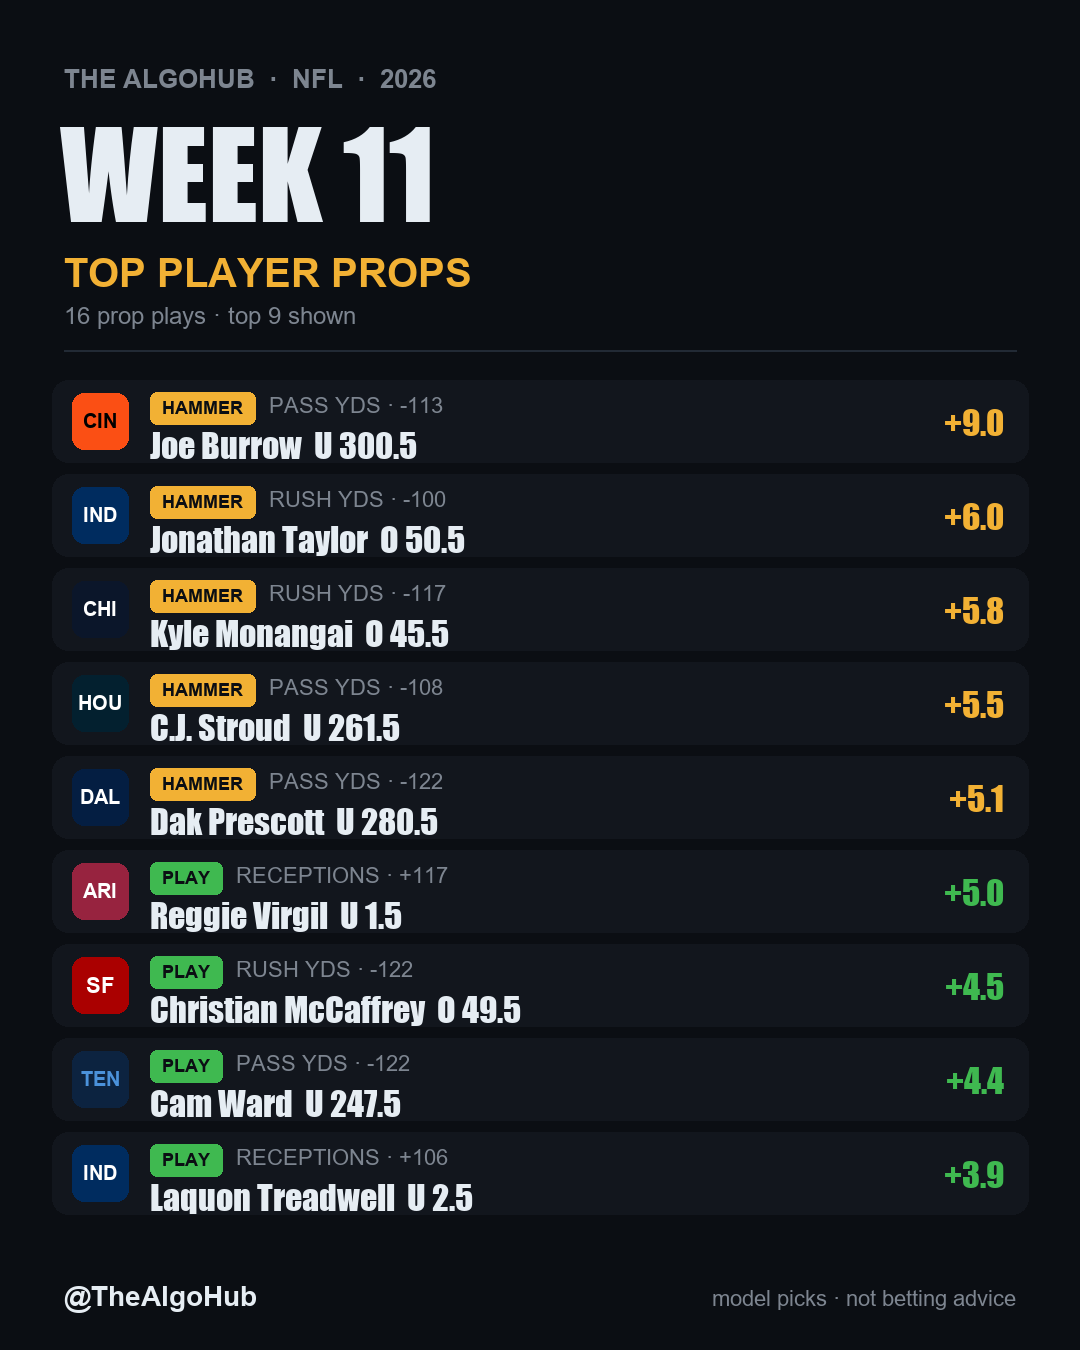 THE ALGOHUB · NFL · 2026
WEEK 11
TOP PLAYER PROPS
16 prop plays · top 9 shown
CIN
HAMMER PASS YDS · -113
Joe Burrow U 300.5
+9.0
IND
HAMMER RUSH YDS · -100
Jonathan Taylor O 50.5
+6.0
CHI
HAMMER RUSH YDS · -117
Kyle Monangai O 45.5
+5.8
HOU
HAMMER PASS YDS · -108
C.J. Stroud U 261.5
+5.5
DAL
HAMMER PASS YDS · -122
Dak Prescott U 280.5
+5.1
ARI
PLAY RECEPTIONS · +117
Reggie Virgil U 1.5
+5.0
SF
PLAY RUSH YDS · -122
Christian McCaffrey O 49.5
+4.5
TEN
PLAY PASS YDS · -122
Cam Ward U 247.5
+4.4
IND
PLAY RECEPTIONS · +106
Laquon Treadwell U 2.5
+3.9
@TheAlgoHub
model picks · not betting advice